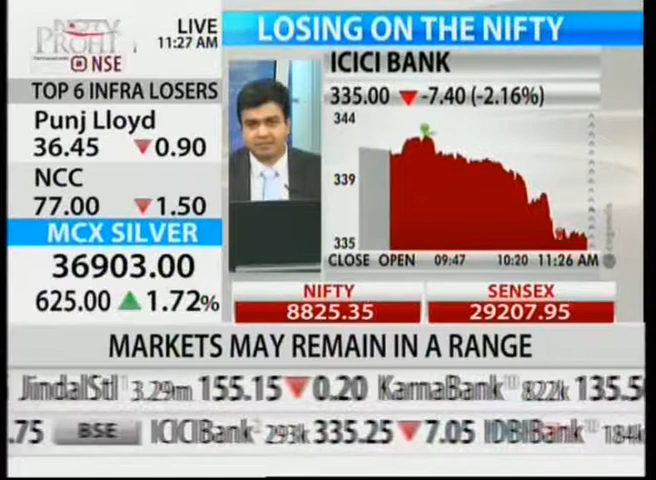 NDTV
PROFIT
NSE
LIVE
11:27 AM
LOSING ON THE NIFTY
TOP 6 INFRA LOSERS
Punj Lloyd
36.45 ▼0.90
NCC
77.00 ▼1.50
MCX SILVER
36903.00
625.00 ▲1.72%
ICICI BANK
335.00 ▼ -7.40 (-2.16%)
344
339
335
CLOSE OPEN 09:47 10:20 11:26 AM
NIFTY
8825.35
SENSEX
29207.95
MARKETS MAY REMAIN IN A RANGE
JindalStl 3.29m 155.15 ▼0.20 KarnaBank 822k 135.5
.75 BSE ICICIBank 293k 335.25 ▼7.05 IDBIBank 184k